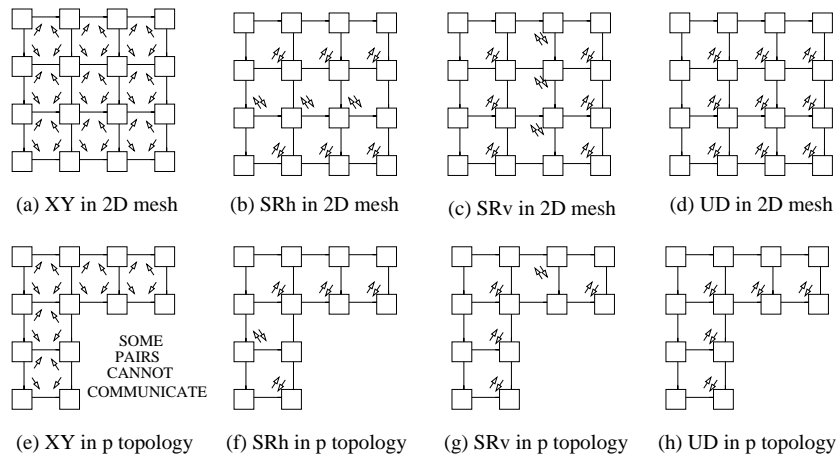 (a) XY in 2D mesh
(b) SRh in 2D mesh
(c) SRv in 2D mesh
(d) UD in 2D mesh
SOME
PAIRS
CANNOT
COMMUNICATE
(e) XY in p topology
(f) SRh in p topology
(g) SRv in p topology
(h) UD in p topology